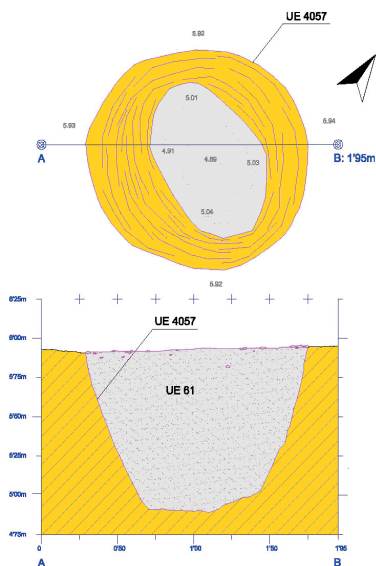 UE 4057
5.92
5.01
5.93
5.94
4.91
4.89
5.03
A
B: 1'95m
5.04
5.92
6'25m
UE 4057
6'00m
5'75m
UE 61
5'50m
5'25m
5'00m
4'75m
0 0'50 1'00 1'50 1'95
A B